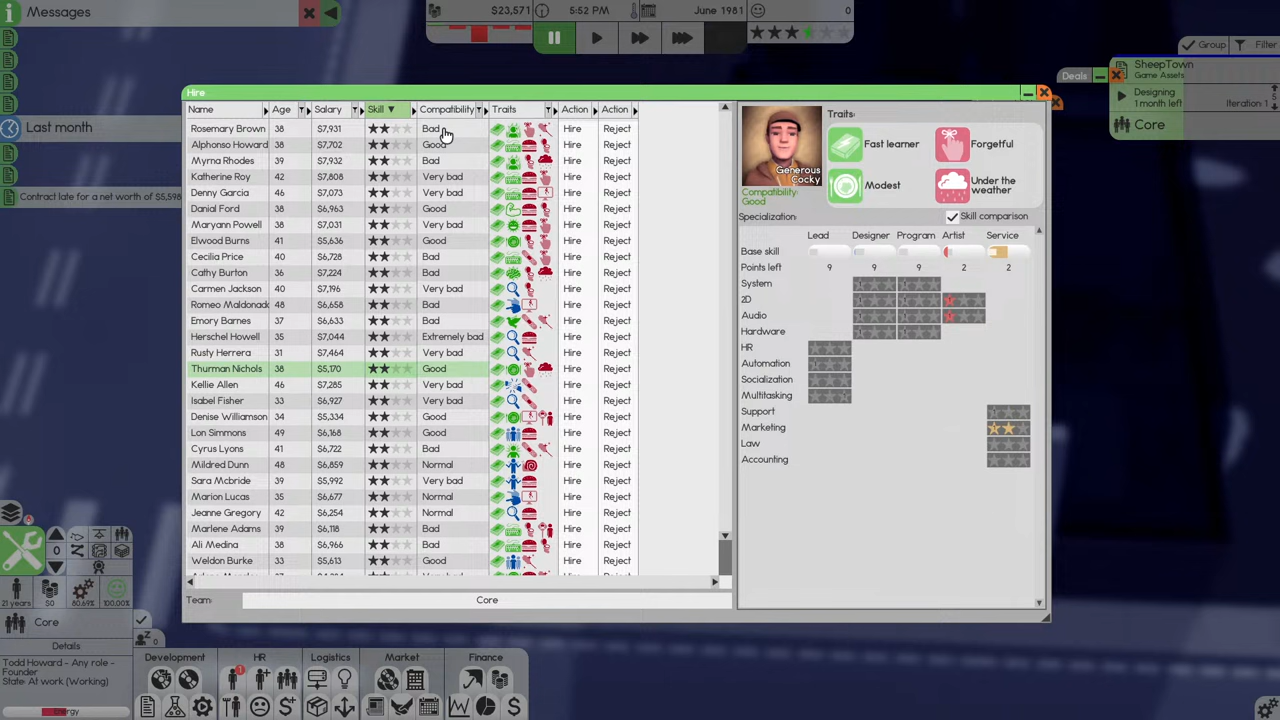 Messages
$23,571
5:52 PM
June 1981
0
Group
Filter
SheepTown
Game Assets
Deals
Designing
1 month left
Iteration: 1
Core
Last month
Contract late for a net worth of $5,598
Hire
Name Age Salary Skill ▼ Compatibility Traits Action Action
Rosemary Brown 38 $7,931 Bad Hire Reject
Alphonso Howard 38 $7,702 Good Hire Reject
Myrna Rhodes 39 $7,932 Bad Hire Reject
Katherine Roy 42 $7,808 Very bad Hire Reject
Denny Garcia 46 $7,073 Very bad Hire Reject
Danial Ford 38 $6,963 Good Hire Reject
Maryann Powell 42 $7,031 Very bad Hire Reject
Elwood Burns 41 $5,636 Good Hire Reject
Cecilia Price 40 $6,728 Bad Hire Reject
Cathy Burton 36 $7,224 Bad Hire Reject
Carmen Jackson 40 $7,196 Very bad Hire Reject
Romeo Maldonado 48 $6,658 Bad Hire Reject
Emory Barnes 37 $6,633 Bad Hire Reject
Herschel Howell 35 $7,044 Extremely bad Hire Reject
Rusty Herrera 31 $7,464 Very bad Hire Reject
Thurman Nichols 38 $5,170 Good Hire Reject
Kellie Allen 46 $7,285 Very bad Hire Reject
Isabel Fisher 33 $6,927 Very bad Hire Reject
Denise Williamson 34 $5,334 Good Hire Reject
Lon Simmons 49 $6,168 Good Hire Reject
Cyrus Lyons 41 $6,722 Bad Hire Reject
Mildred Dunn 48 $6,859 Normal Hire Reject
Sara Mcbride 39 $5,992 Very bad Hire Reject
Marion Lucas 35 $6,677 Normal Hire Reject
Jeanne Gregory 42 $6,254 Normal Hire Reject
Marlene Adams 39 $6,118 Bad Hire Reject
Ali Medina 38 $6,945 Bad Hire Reject
Weldon Burke 33 $5,613 Good Hire Reject
Team:
Core
Generous
Cocky
Compatibility:
Good
Traits:
Fast learner
Forgetful
Modest
Under the
weather
Specialization:
Skill comparison
Lead Designer Program Artist Service
Base skill
Points left 9 9 9 2 2
System
2D
Audio
Hardware
HR
Automation
Socialization
Multitasking
Support
Marketing
Law
Accounting
0
21 years
$0
80.69%
100.00%
Core
0
Details
Todd Howard - Any role -
Founder
State: At work (Working)
Energy
Development HR Logistics Market Finance
1